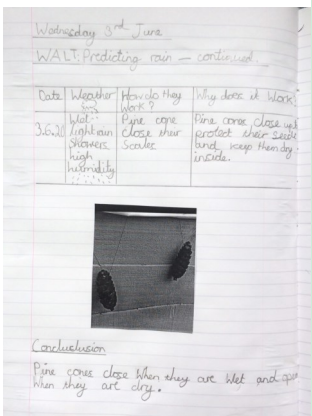 Wednesday 3rd June
WALT: Predicting rain – continued.
Date Weather How do they work? Why does it work?
3.6.20 Wet light rain showers high humidity
Pine cone close their Scales
Pine cones close up protect their seeds and keep them dry inside.
Concluslusion
Pine cones close when they are wet and open
when they are dry.